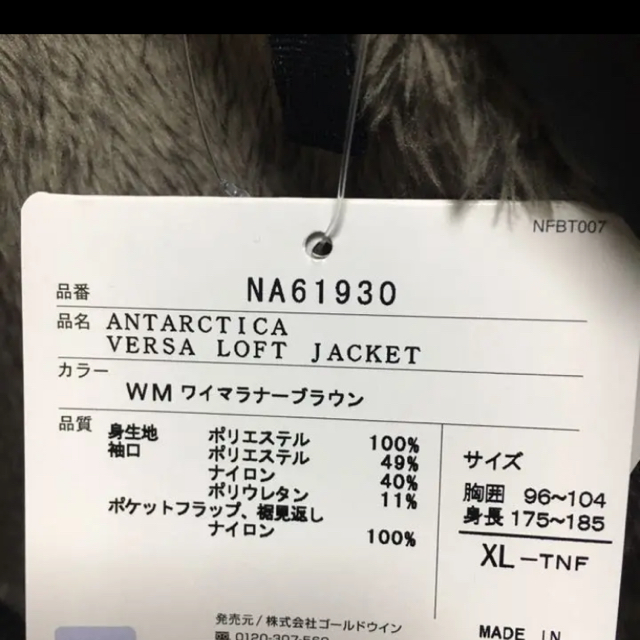 NFBT007
品番 NA61930
品名 ANTARCTICA
VERSA LOFT JACKET
カラー
WM ワイマラナーブラウン
品質
身生地 ポリエステル 100%
袖口 ポリエステル 49%
ナイロン 40%
ポリウレタン 11%
ポケットフラップ、裾見返し
ナイロン 100%
サイズ
胸囲 96~104
身長 175~185
XL-TNF
発売元/株式会社ゴールドウイン
MADE IN